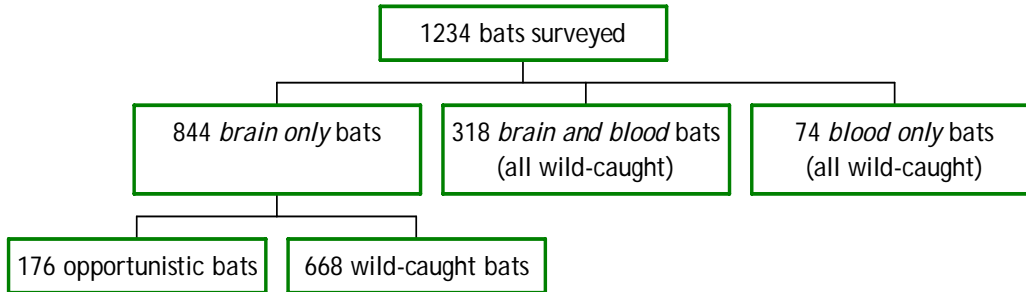 1234 bats surveyed
844 brain only bats
318 brain and blood bats
(all wild-caught)
74 blood only bats
(all wild-caught)
176 opportunistic bats
668 wild-caught bats